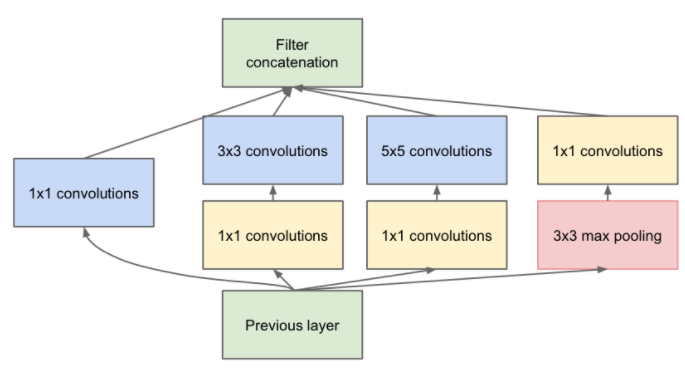 Filter
concatenation
3x3 convolutions
5x5 convolutions
1x1 convolutions
1x1 convolutions
1x1 convolutions
1x1 convolutions
3x3 max pooling
Previous layer